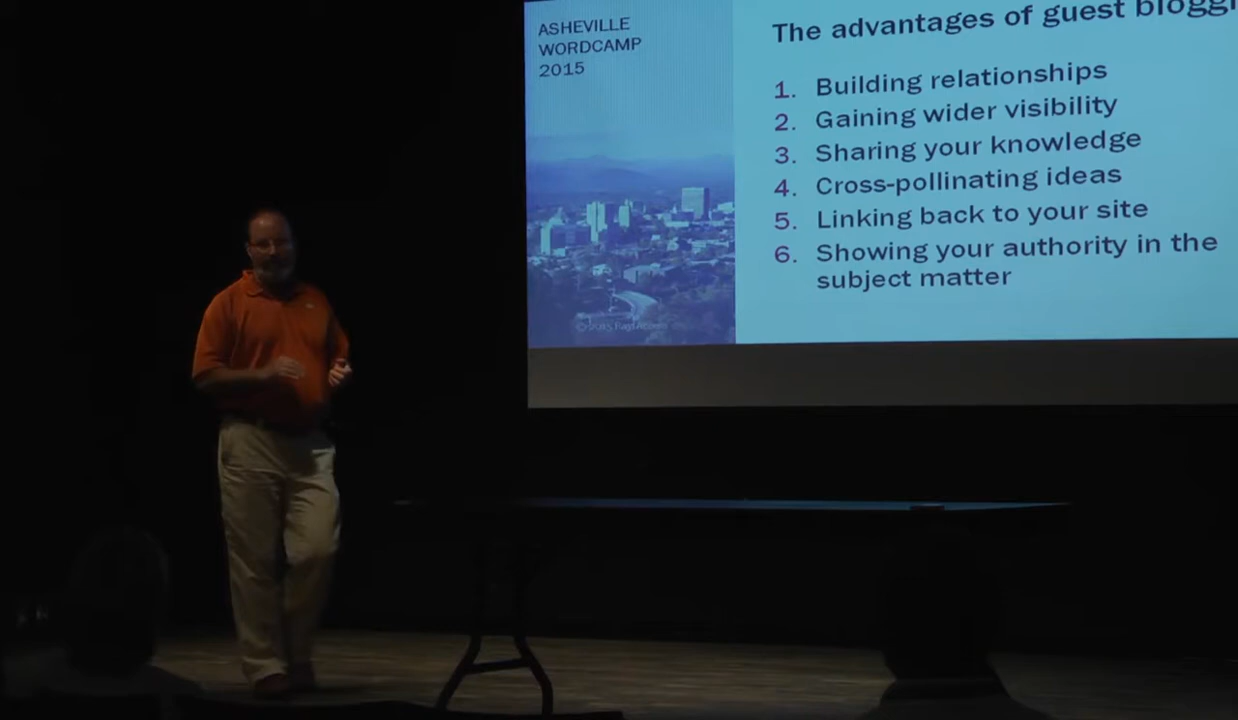 ASHEVILLE
WORDCAMP
2015
The advantages of guest
1. Building relationships
2. Gaining wider visibility
3. Sharing your knowledge
4. Cross-pollinating ideas
5. Linking back to your site
6. Showing your authority in the
subject matter